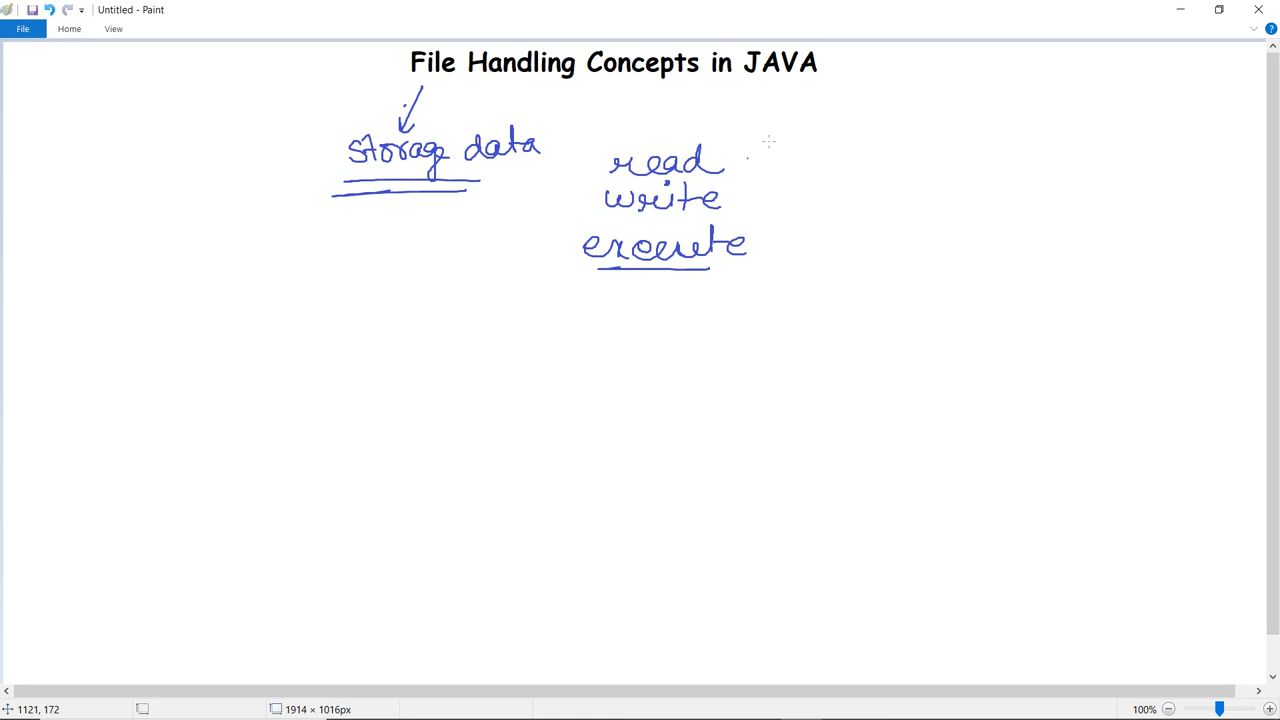 Untitled - Paint
File Home View
File Handling Concepts in JAVA
storage data
read
write
execute
1121, 172 1914 × 1016px 100%